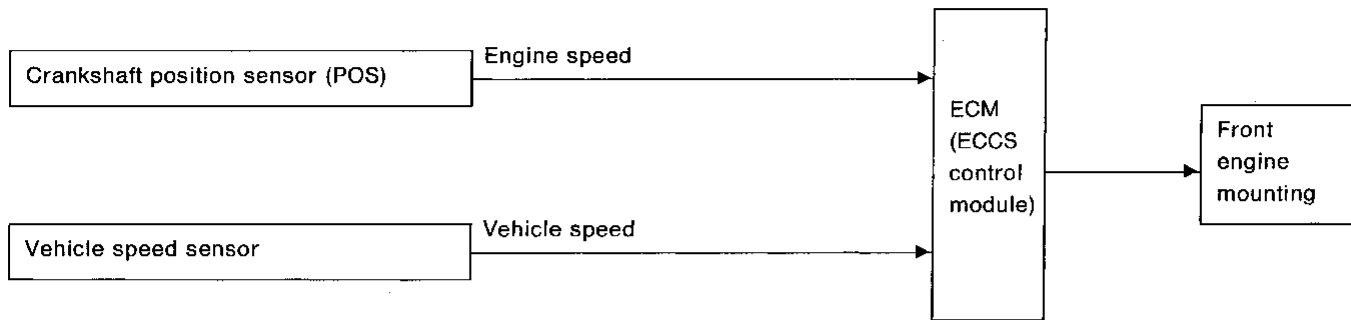 Engine speed
Crankshaft position sensor (POS)
ECM
(ECCS
control
module)
Front
engine
mounting
Vehicle speed
Vehicle speed sensor